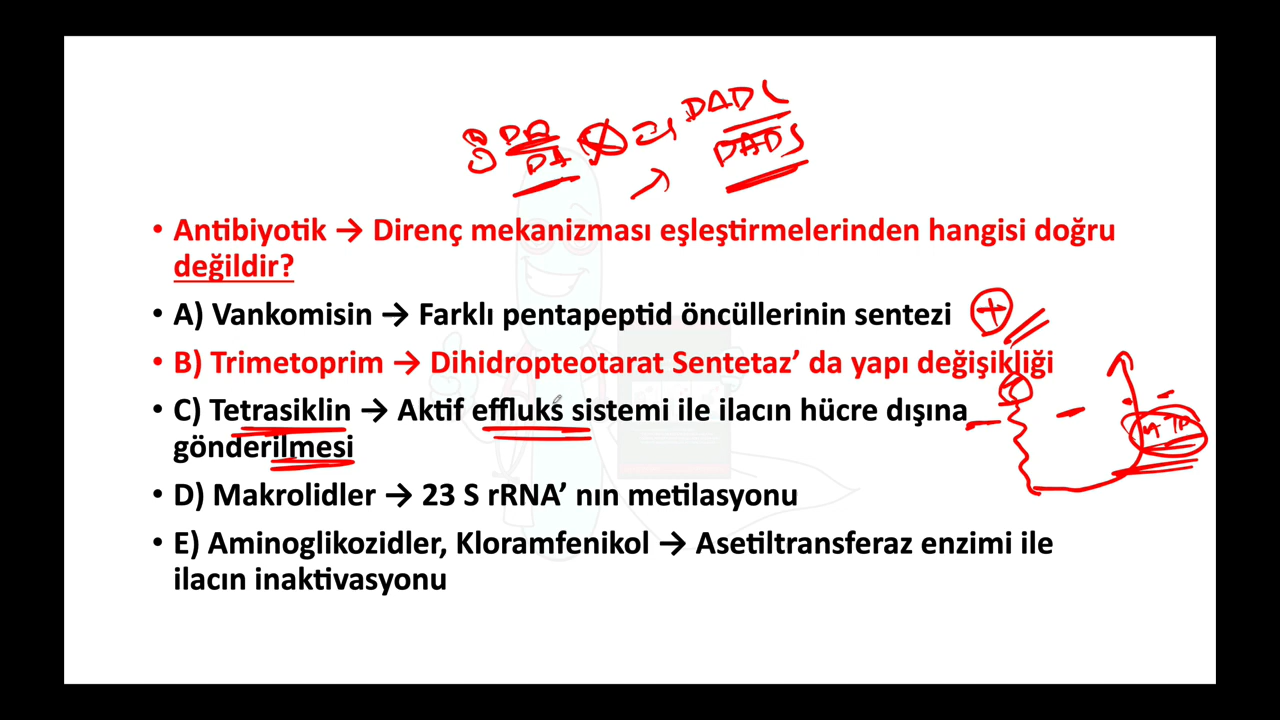 DADL
DADS
• Antibiyotik → Direnç mekanizması eşleştirmelerinden hangisi doğru
değildir?
• A) Vankomisin → Farklı pentapeptid öncüllerinin sentezi
• B) Trimetoprim → Dihidropteotarat Sentetaz’ da yapı değişikliği
• C) Tetrasiklin → Aktif effluks sistemi ile ilacın hücre dışına
gönderilmesi
• D) Makrolidler → 23 S rRNA’ nın metilasyonu
• E) Aminoglikozidler, Kloramfenikol → Asetiltransferaz enzimi ile
ilacın inaktivasyonu